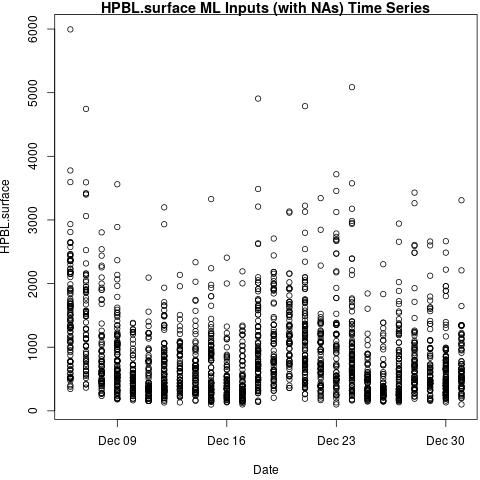 HPBL.surface ML Inputs (with NAs) Time Series
6000
5000
4000
3000
2000
1000
0
HPBL.surface
Dec 09 Dec 16 Dec 23 Dec 30
Date